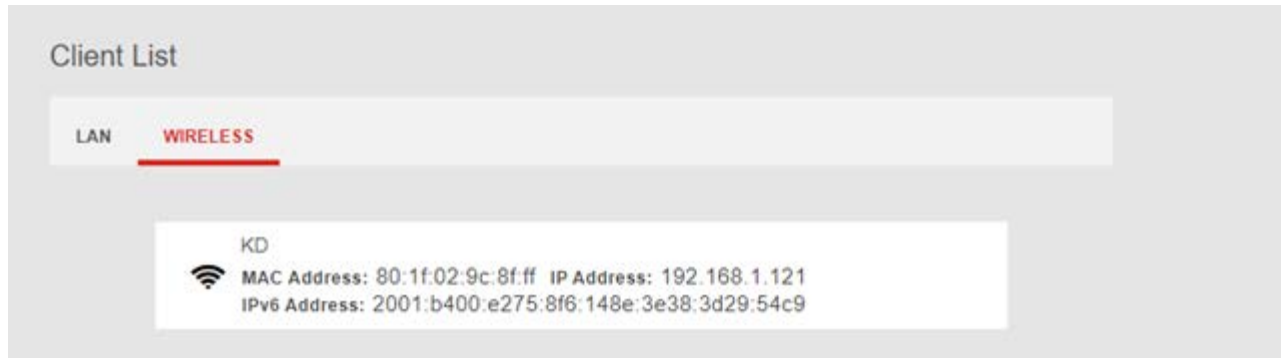 Client List
LAN WIRELESS
KD
MAC Address: 80:1f:02:9c:8f:ff IP Address: 192.168.1.121
IPv6 Address: 2001:b400:e275:8f6:148e:3e38:3d29:54c9